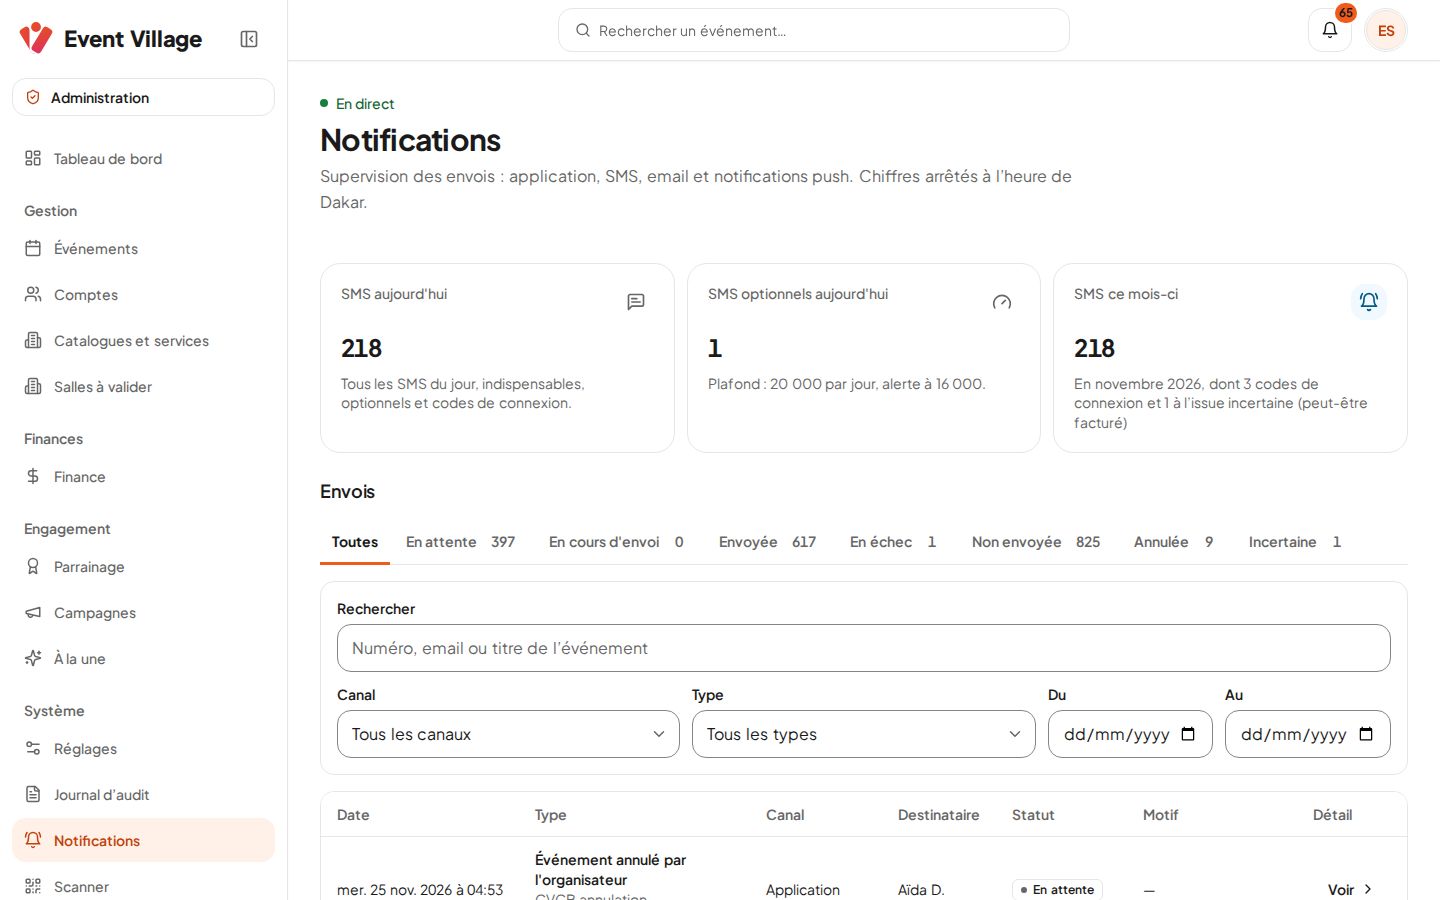 Event Village
Administration
Tableau de bord
Gestion
Événements
Comptes
Catalogues et services
Salles à valider
Finances
Finance
Engagement
Parrainage
Campagnes
À la une
Système
Réglages
Journal d’audit
Notifications
Scanner
Rechercher un événement…
65
ES
En direct
Notifications
Supervision des envois : application, SMS, email et notifications push. Chiffres arrêtés à l’heure de
Dakar.
SMS aujourd'hui
218
Tous les SMS du jour, indispensables,
optionnels et codes de connexion.
SMS optionnels aujourd'hui
1
Plafond : 20 000 par jour, alerte à 16 000.
SMS ce mois-ci
218
En novembre 2026, dont 3 codes de
connexion et 1 à l’issue incertaine (peut-être
facturé)
Envois
Toutes En attente 397 En cours d'envoi 0 Envoyée 617 En échec 1 Non envoyée 825 Annulée 9 Incertaine 1
Rechercher
Numéro, email ou titre de l’événement
Canal Type Du Au
Tous les canaux Tous les types dd/mm/yyyy dd/mm/yyyy
Date Type Canal Destinataire Statut Motif Détail
Événement annulé par
l'organisateur
mer. 25 nov. 2026 à 04:53 Application Aïda D. En attente — Voir